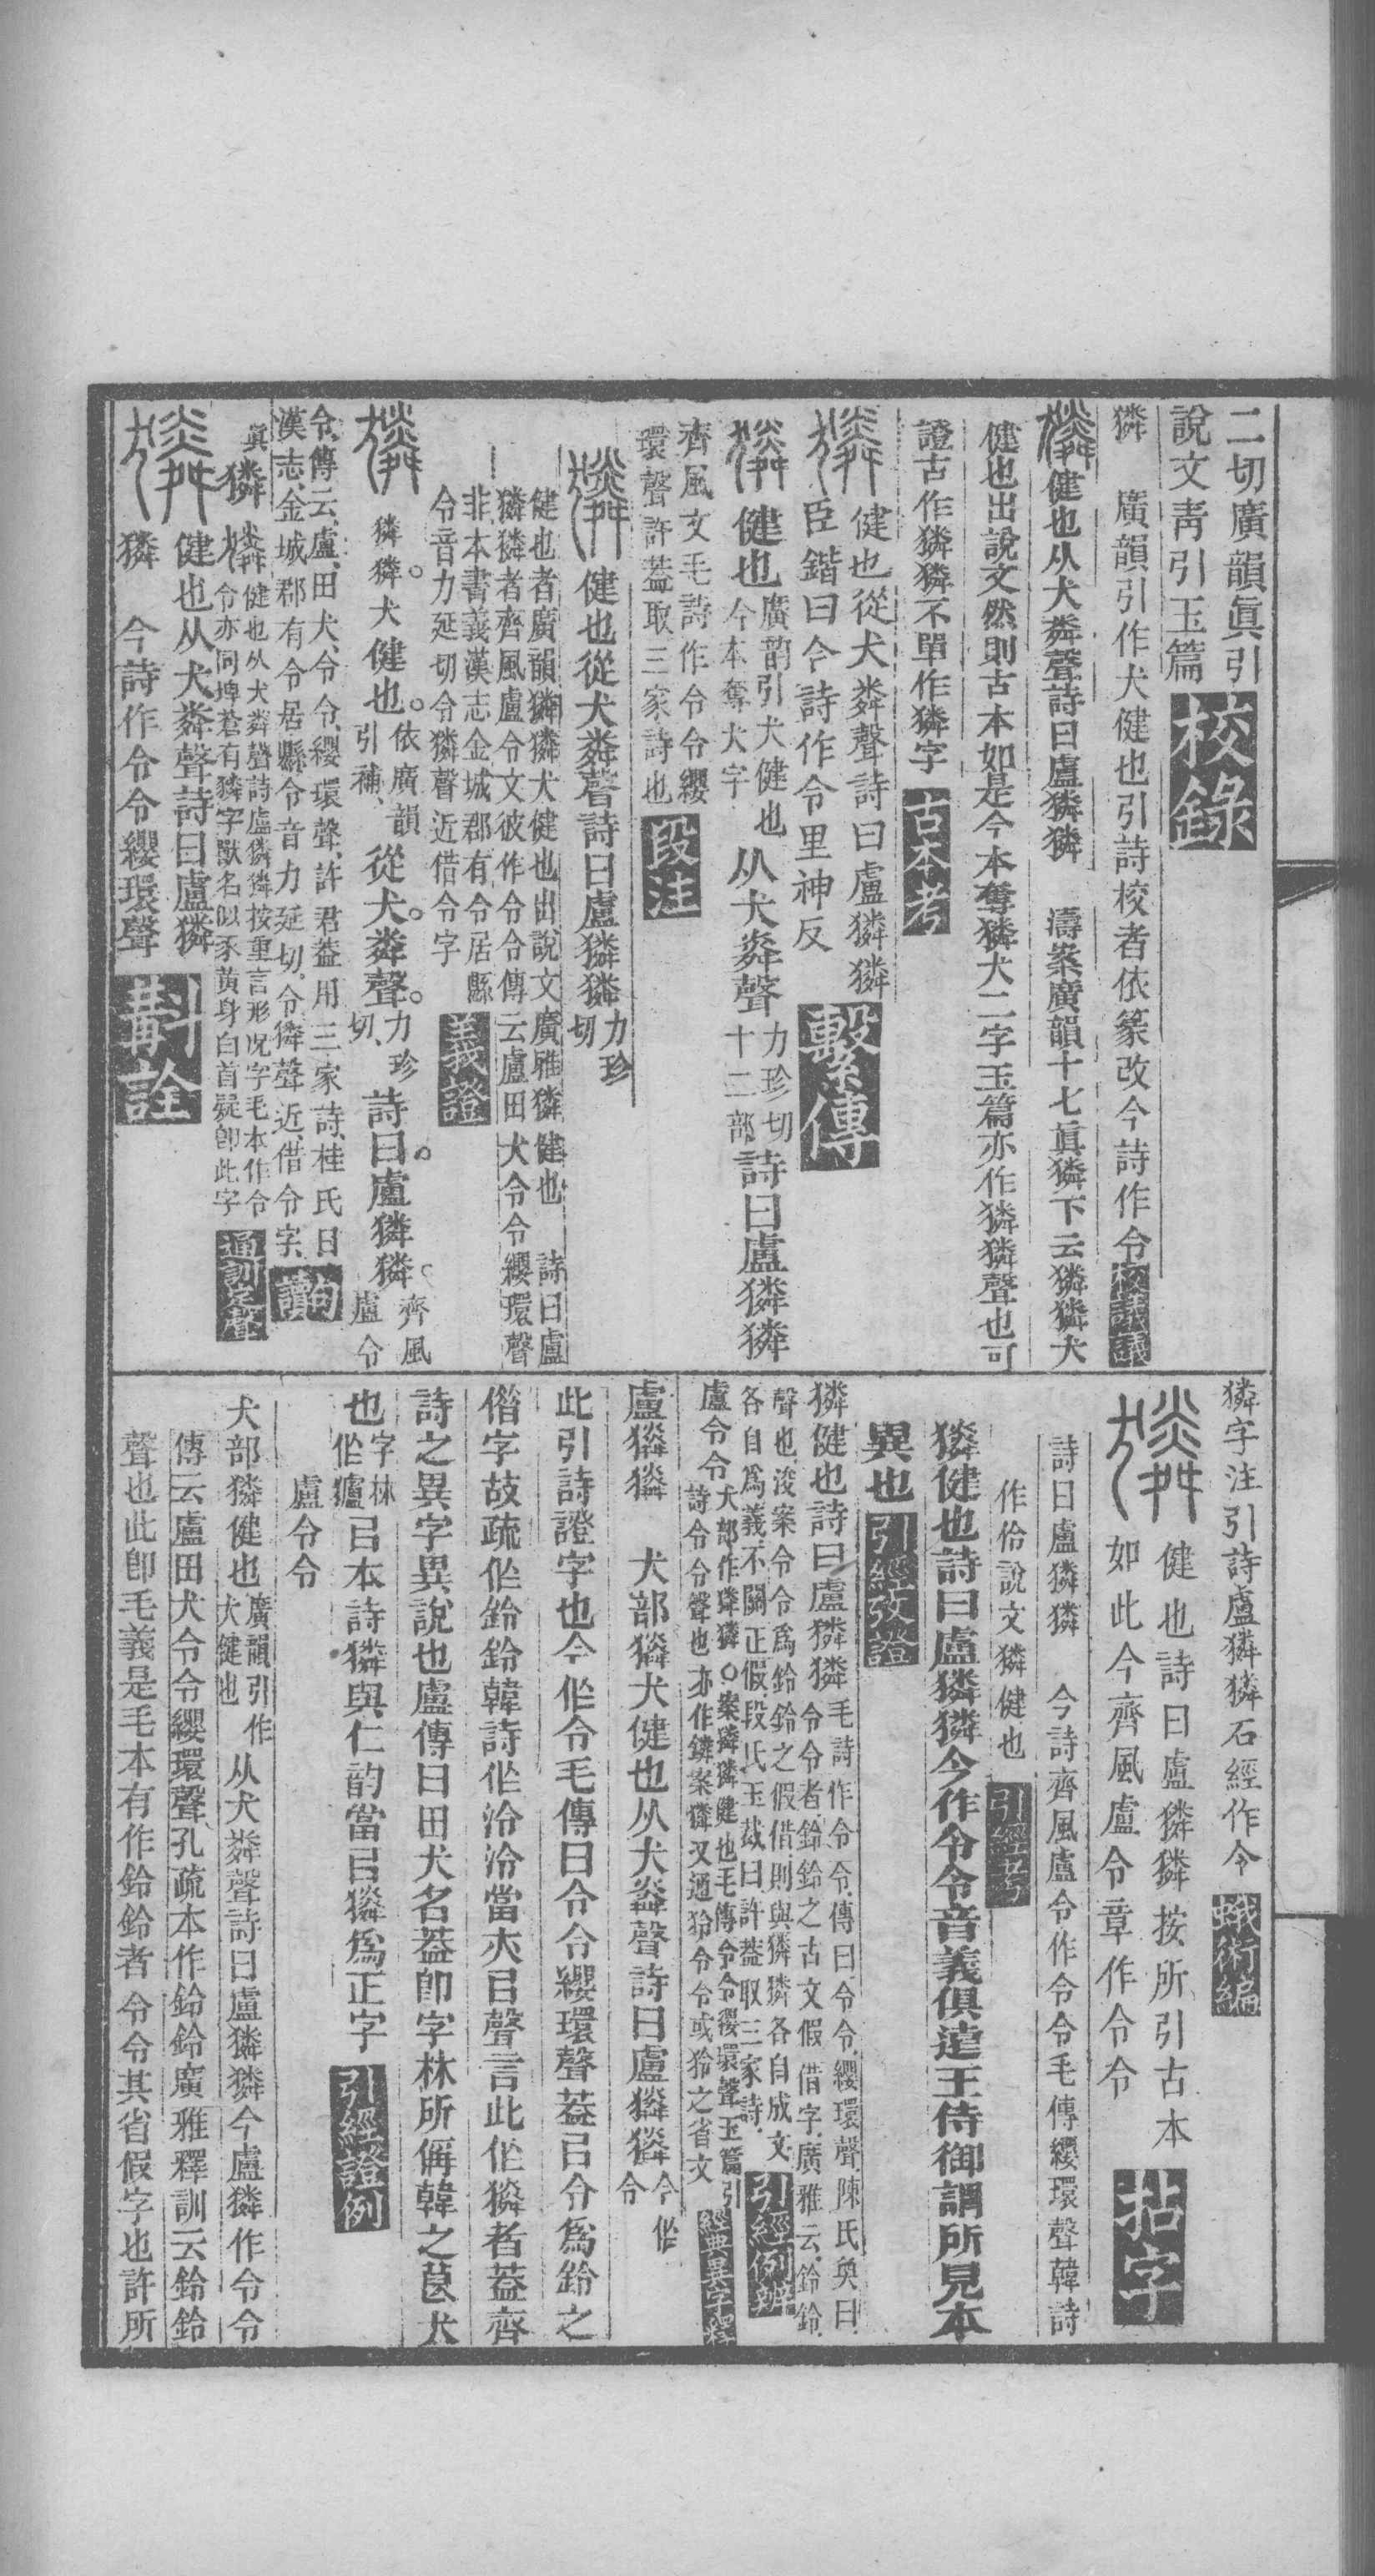 二切廣韻眞引
說文靑引玉篇 校錄
獜　廣韻引作犬健也引詩校者依篆改今詩作令 校議議
健也从犬粦聲詩曰盧獜獜　濤案廣韻十七眞獜下云獜獜犬
健也出說文然則古本如是今本奪獜犬二字玉篇亦作獜獜聲也可
證古作獜獜不單作獜字 古本考
健也從犬粦聲詩曰盧獜獜
臣鍇曰今詩作令里神反 繫傳
健也 廣韵引犬健也今本奪犬字 从犬粦聲 力珍切十二部 詩曰盧獜獜
齊風文毛詩作令令纓
環聲許蓋取三家詩也 段注
健也從犬粦聲詩曰盧獜獜 力珍切
健也者廣韻獜獜犬健也出說文廣雅獜健也　詩曰盧
獜獜者齊風盧令文彼作令令傳云盧田犬令令纓環聲
非本書義漢志金城郡有令居縣
令音力延切令獜聲近借令字 義證
獜獜犬健也 依廣韻引補 從犬粦聲 力珍切 詩曰盧獜獜 齊風盧令
令傳云盧田犬令令纓環聲許君蓋用三家詩桂氏曰
漢志金城郡有令居縣令音力延切令獜聲近借令字 句讀
眞 獜 健也从犬粦聲詩盧獜獜按重言形況字毛本作令
令亦同埤蒼有獜字獸名似豕黃身白首疑卽此字 通訓定聲
健也从犬粦聲詩曰盧獜
獜　今詩作令令纓環聲 斠詮
獜字注引詩盧獜獜石經作令 蛾術編
健也詩曰盧獜獜按所引古本
如此今齊風盧令章作令令 拈字
詩曰盧獜獜　今詩齊風盧令作令令毛傳纓環聲韓詩
作伶說文獜健也 引經攷
獜健也詩曰盧獜獜今作令令音義俱違王侍御謂所見本
異也 引經攷證
獜健也詩曰盧獜獜 毛詩作令令傳曰令令纓環聲陳氏奐曰
令令者鈴鈴之古文假借字廣雅云鈴鈴
聲也浚案令令爲鈴鈴之假借則與獜獜各自成文
各自爲義不關正假段氏玉裁曰許蓋取三家詩 引經例辨
盧令令 犬部作獜獜○案獜獜健也毛傳令令纓環聲玉篇引
詩令令聲也亦作鏻案獜又通狑令令或狑之省文 經典異字釋
盧獜獜　犬部獜犬健也从犬粦聲詩曰盧獜獜 今作令
此引詩證字也今作令毛傳曰令令纓環聲葢㠯令爲鈴之
偕字故疏作鈴鈴韓詩作泠泠當夾㠯聲言此作獜者葢齊
詩之異字異說也盧傳曰田犬名葢卽字林所偁韓之良犬
也 字林作獹 㠯本詩獜與仁韵當㠯獜爲正字 引經證例
盧令令
犬部獜健也 廣韻引作犬健也 从犬粦聲詩曰盧獜獜今盧獜作令令
傳云盧田犬令令纓環聲孔疏本作鈴鈴廣雅釋訓云鈴鈴
聲也此卽毛義是毛本有作鈴鈴者令令其省假字也許所